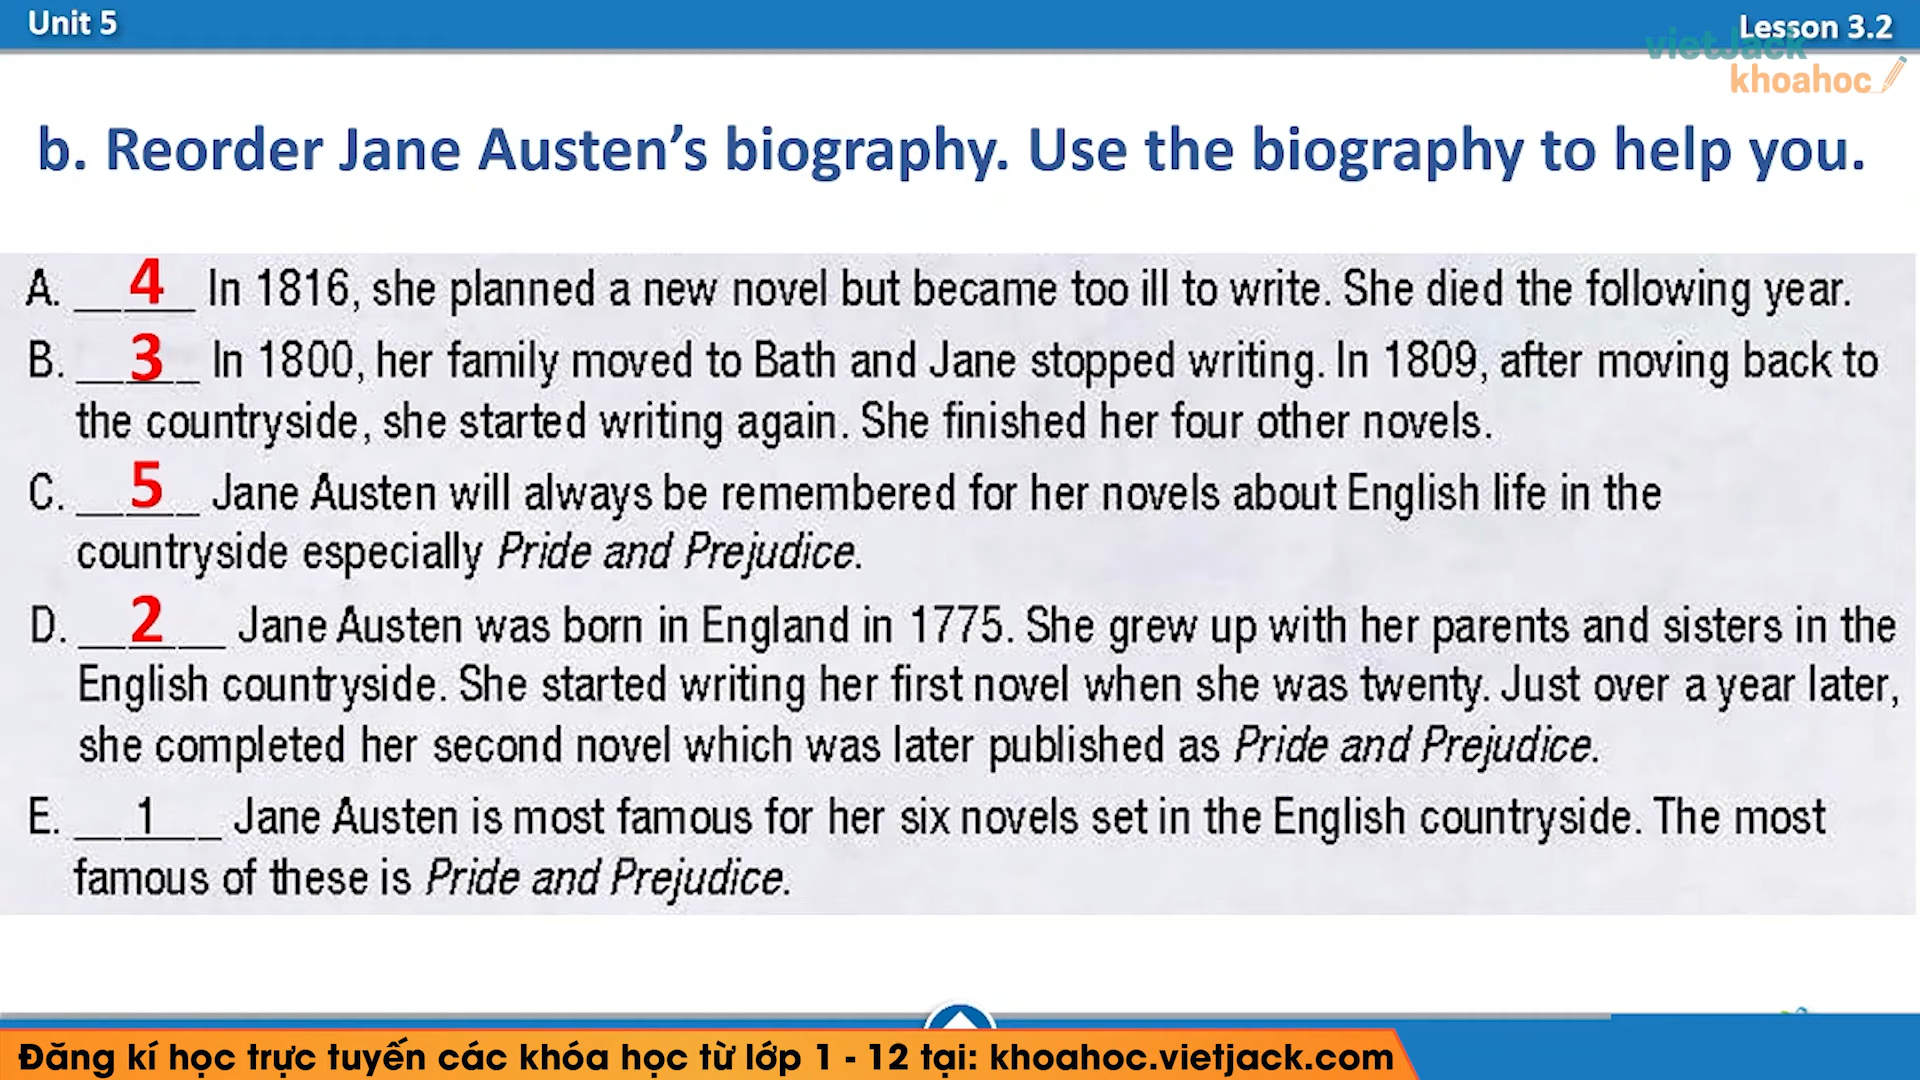 Unit 5
Lesson 3.2
vietJack
khoahoc
b. Reorder Jane Austen’s biography. Use the biography to help you.
A. __4__ In 1816, she planned a new novel but became too ill to write. She died the following year.
B. __3__ In 1800, her family moved to Bath and Jane stopped writing. In 1809, after moving back to
the countryside, she started writing again. She finished her four other novels.
C. __5__ Jane Austen will always be remembered for her novels about English life in the
countryside especially Pride and Prejudice.
D. __2__ Jane Austen was born in England in 1775. She grew up with her parents and sisters in the
English countryside. She started writing her first novel when she was twenty. Just over a year later,
she completed her second novel which was later published as Pride and Prejudice.
E. __1__ Jane Austen is most famous for her six novels set in the English countryside. The most
famous of these is Pride and Prejudice.
Đăng kí học trực tuyến các khóa học từ lớp 1 - 12 tại: khoahoc.vietjack.com